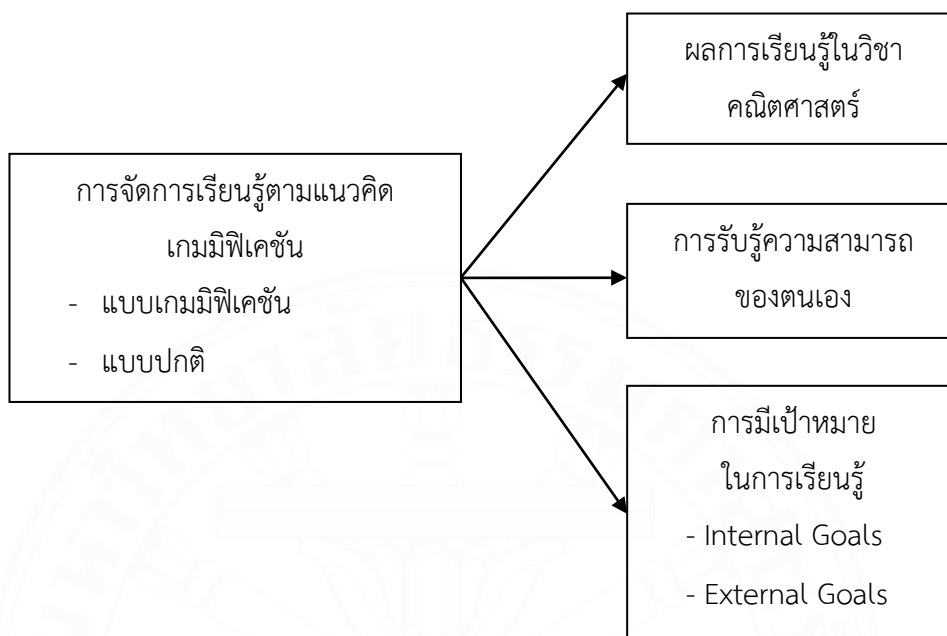 การจัดการเรียนรู้ตามแนวคิด
เกมมิฟิเคชัน
- แบบเกมมิฟิเคชัน
- แบบปกติ
ผลการเรียนรู้ในวิชา
คณิตศาสตร์
การรับรู้ความสามารถ
ของตนเอง
การมีเป้าหมาย
ในการเรียนรู้
- Internal Goals
- External Goals